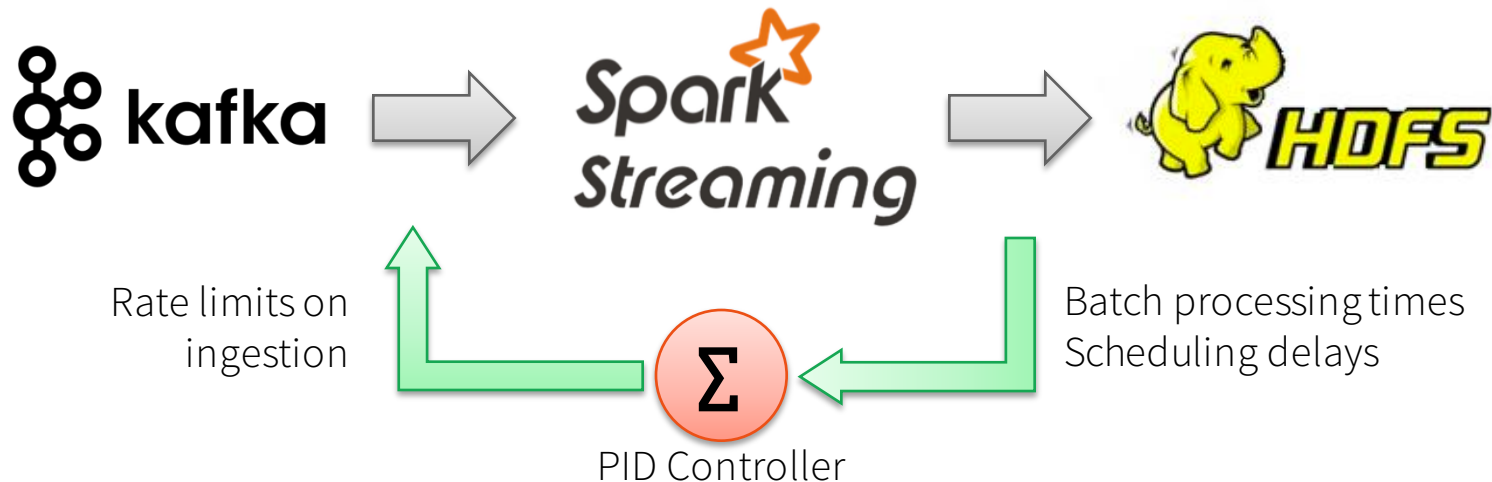 kafka
Spark
Streaming
HDFS
Rate limits on
ingestion
Σ
PID Controller
Batch processing times
Scheduling delays